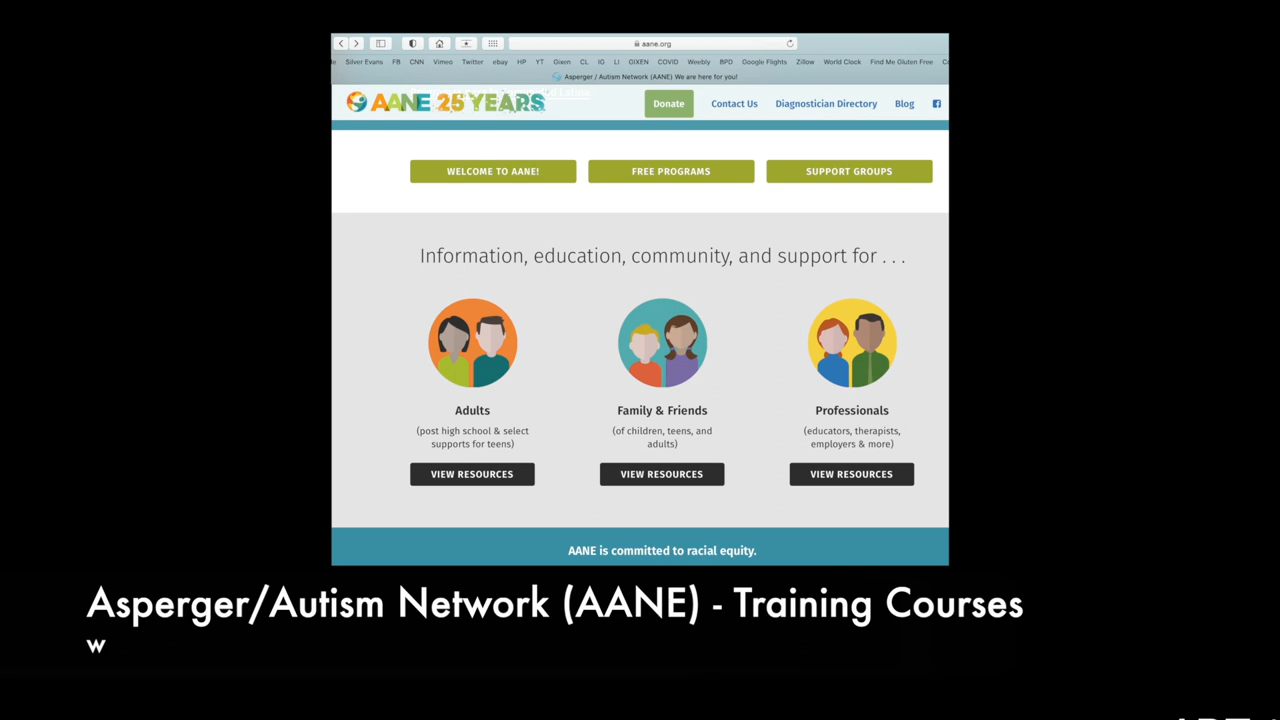 aane.org
Silver Evans FB CNN Vimeo Twitter ebay HP YT Gixen CL IG LI GIXEN COVID Weebly BPD Google Flights Zillow World Clock Find Me Gluten Free
Asperger / Autism Network (AANE) We are here for you!
AANE 25 YEARS
Donate Contact Us Diagnostician Directory Blog
WELCOME TO AANE! FREE PROGRAMS SUPPORT GROUPS
Information, education, community, and support for . . .
Adults Family & Friends Professionals
(post high school & select (of children, teens, and (educators, therapists,
supports for teens) adults) employers & more)
VIEW RESOURCES VIEW RESOURCES VIEW RESOURCES
AANE is committed to racial equity.
Asperger/Autism Network (AANE) - Training Courses
w